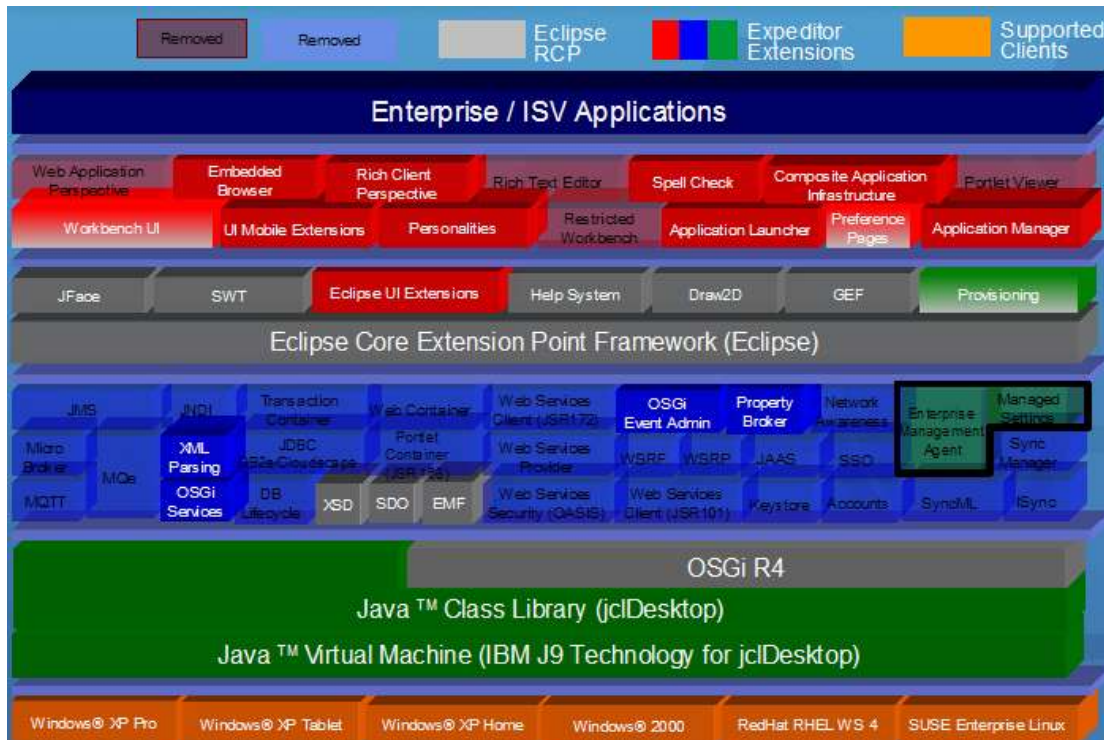 Removed
Removed
Eclipse
RCP
Expeditor
Extensions
Supported
Clients
Enterprise / ISV Applications
Web Application
Perspective
Embedded
Browser
Rich Client
Perspective
Rich Text Editor
Spell Check
Composite Application
Infrastructure
Portlet Viewer
Workbench UI
UI Mobile Extensions
Personalities
Restricted
Workbench
Application Launcher
Preference
Pages
Application Manager
JFace
SWT
Eclipse UI Extensions
Help System
Draw2D
GEF
Provisioning
Eclipse Core Extension Point Framework (Eclipse)
JMS
JNDI
Transaction
Container
Web Container
Web Services
Client (JSR172)
OSGi
Event Admin
Property
Broker
Network
Awareness
Enterprise
Management
Agent
Managed
Settings
Micro
Broker
MQe
XML
Parsing
JDBC
DB2e/Cloudscape
Portlet
Container
(JSR168)
Web Services
Provider
WSRF
WSRP
JAAS
SSO
Sync
Manager
MQTT
OSGi
Services
DB
Lifecycle
XSD
SDO
EMF
Web Services
Security (OASIS)
Web Services
Client (JSR101)
Keystore
Accounts
SyncML
ISync
OSGi R4
Java ™ Class Library (jclDesktop)
Java ™ Virtual Machine (IBM J9 Technology for jclDesktop)
Windows® XP Pro
Windows® XP Tablet
Windows® XP Home
Windows® 2000
RedHat RHEL WS 4
SUSE Enterprise Linux